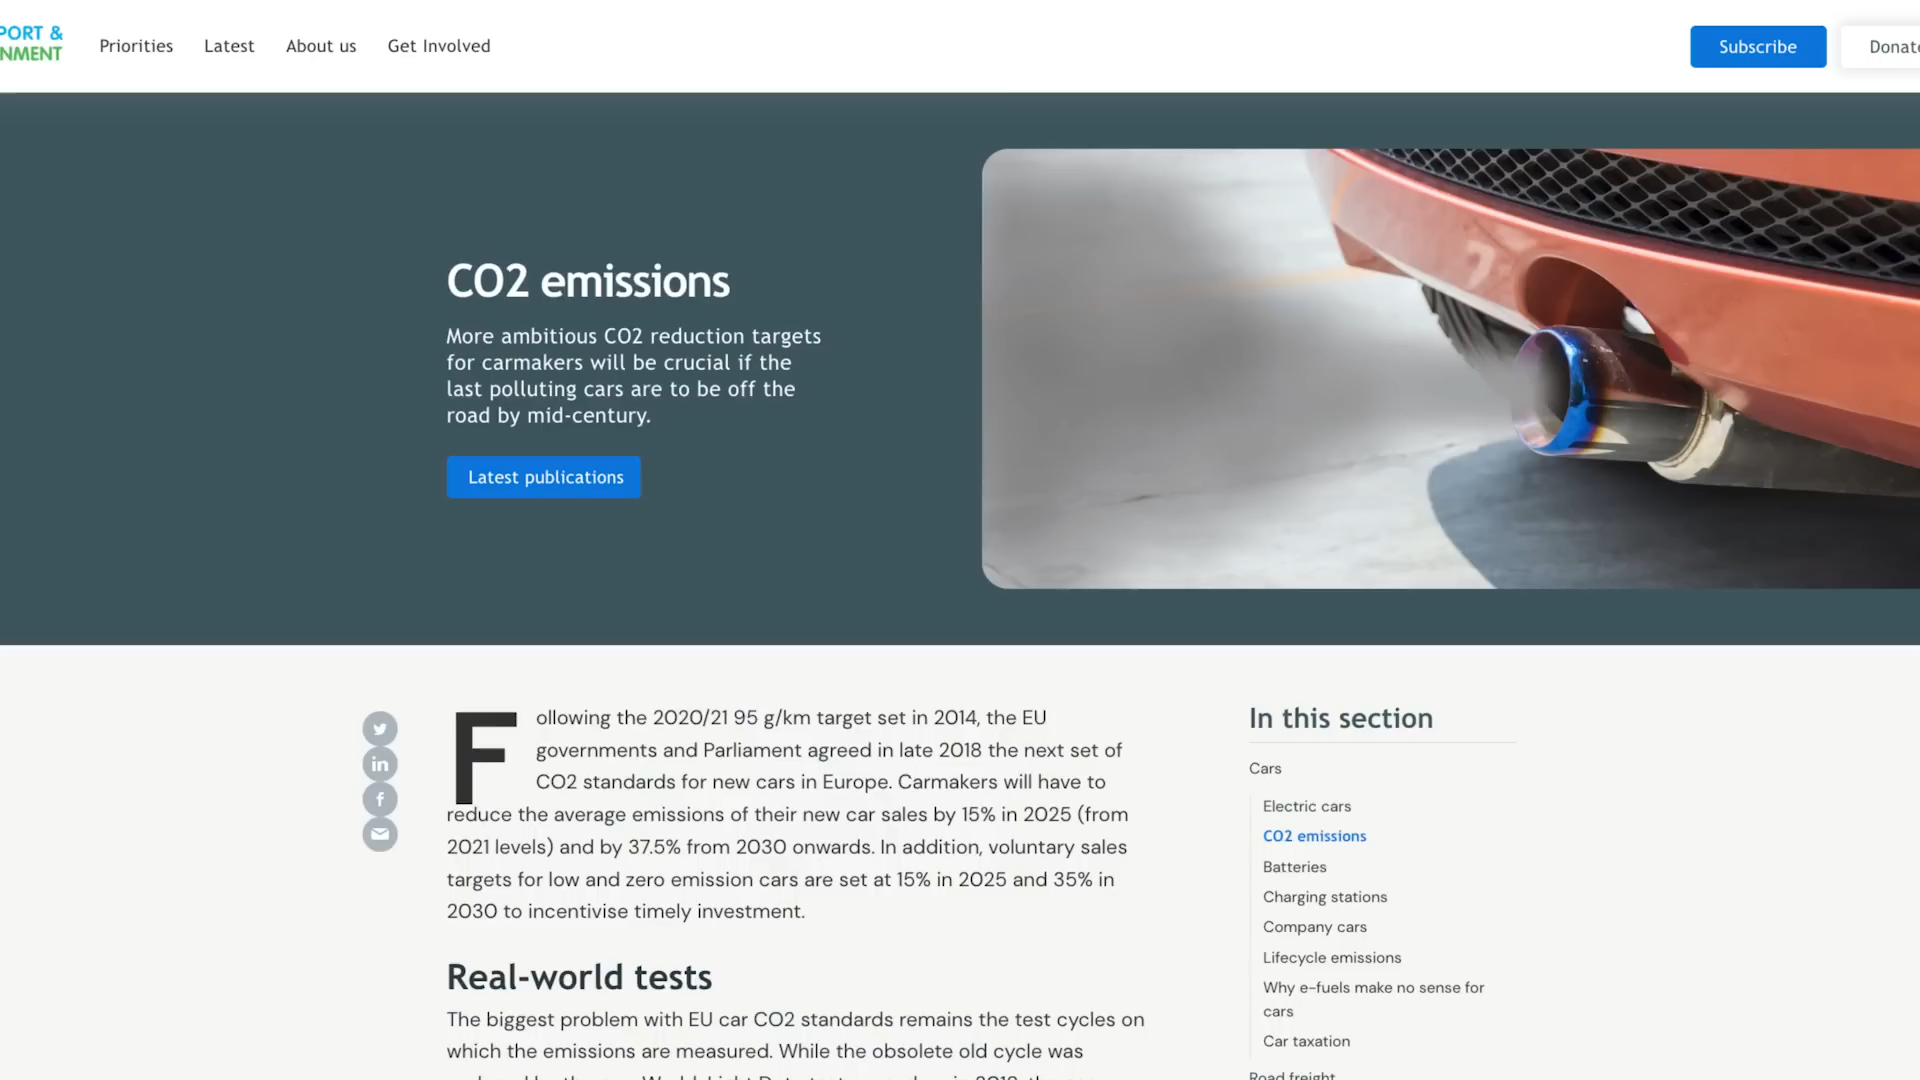 PORT &
NMENT
Priorities
Latest
About us
Get Involved
Subscribe
Donate
CO2 emissions
More ambitious CO2 reduction targets
for carmakers will be crucial if the
last polluting cars are to be off the
road by mid-century.
Latest publications
Following the 2020/21 95 g/km target set in 2014, the EU
governments and Parliament agreed in late 2018 the next set of
CO2 standards for new cars in Europe. Carmakers will have to
reduce the average emissions of their new car sales by 15% in 2025 (from
2021 levels) and by 37.5% from 2030 onwards. In addition, voluntary sales
targets for low and zero emission cars are set at 15% in 2025 and 35% in
2030 to incentivise timely investment.
Real-world tests
The biggest problem with EU car CO2 standards remains the test cycles on
which the emissions are measured. While the obsolete old cycle was
In this section
Cars
Electric cars
CO2 emissions
Batteries
Charging stations
Company cars
Lifecycle emissions
Why e-fuels make no sense for
cars
Car taxation
Road freight